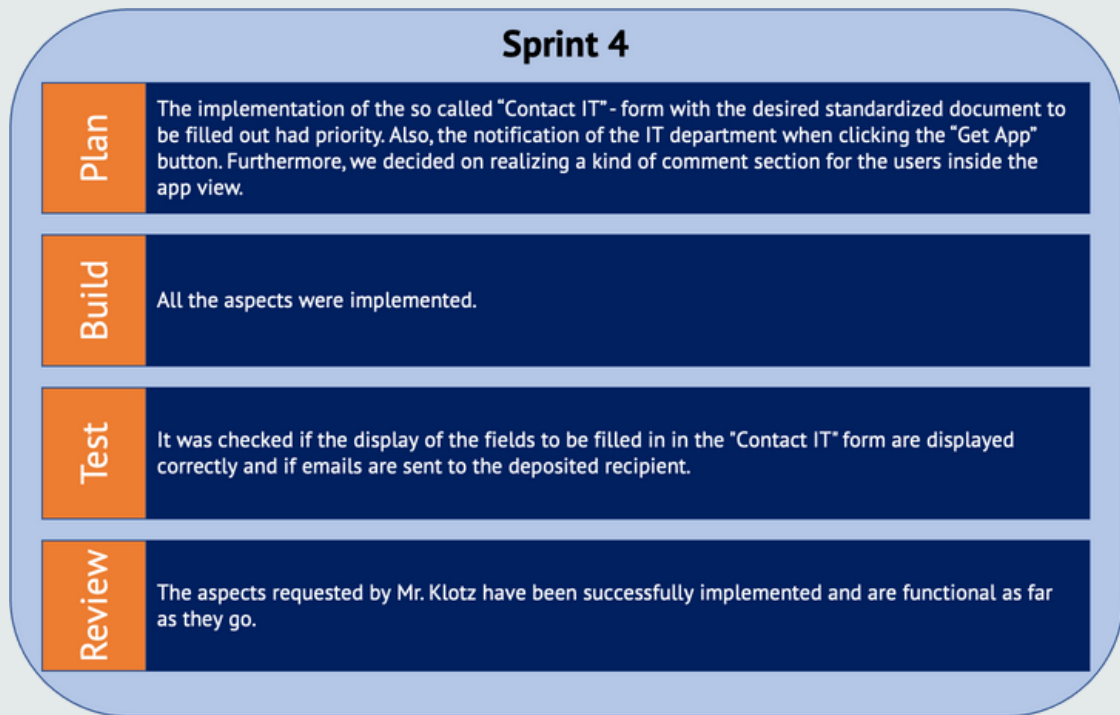 Sprint 4
Plan
The implementation of the so called “Contact IT” - form with the desired standardized document to
be filled out had priority. Also, the notification of the IT department when clicking the “Get App”
button. Furthermore, we decided on realizing a kind of comment section for the users inside the
app view.
Build
All the aspects were implemented.
Test
It was checked if the display of the fields to be filled in in the "Contact IT" form are displayed
correctly and if emails are sent to the deposited recipient.
Review
The aspects requested by Mr. Klotz have been successfully implemented and are functional as far
as they go.